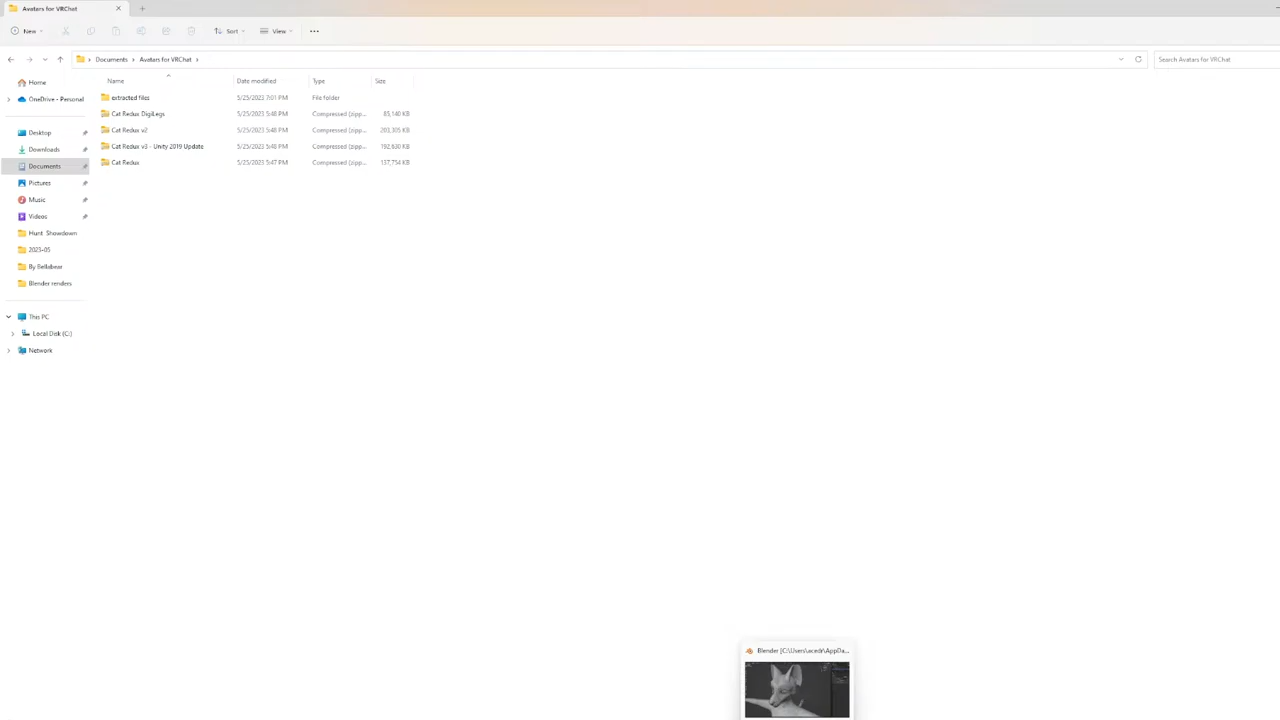 Avatars for VRChat
New
Sort
View
Documents
Avatars for VRChat
Search Avatars for VRChat
Name
Date modified
Type
Size
Home
OneDrive - Personal
Desktop
Downloads
Documents
Pictures
Music
Videos
Hunt Showdown
2023-05
By Bellabear
Blender renders
This PC
Local Disk (C:)
Network
extracted files 5/25/2023 7:01 PM File folder
Cat Redux DigiLegs 5/25/2023 5:48 PM Compressed (zipp... 85,140 KB
Cat Redux v2 5/25/2023 5:48 PM Compressed (zipp... 203,305 KB
Cat Redux v3 - Unity 2019 Update 5/25/2023 5:48 PM Compressed (zipp... 192,630 KB
Cat Redux 5/25/2023 5:47 PM Compressed (zipp... 157,754 KB
Blender [C:\Users\acedr\AppDa...